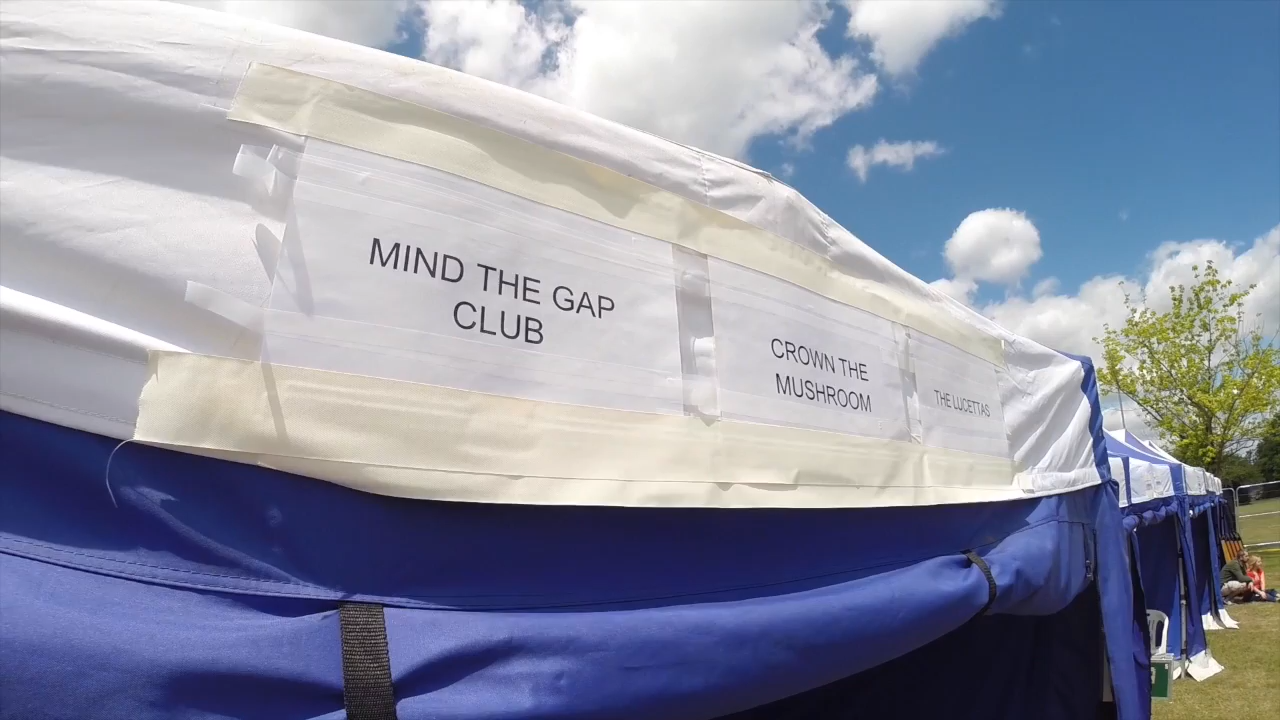 MIND THE GAP
CLUB
CROWN THE
MUSHROOM
THE LUCETTAS